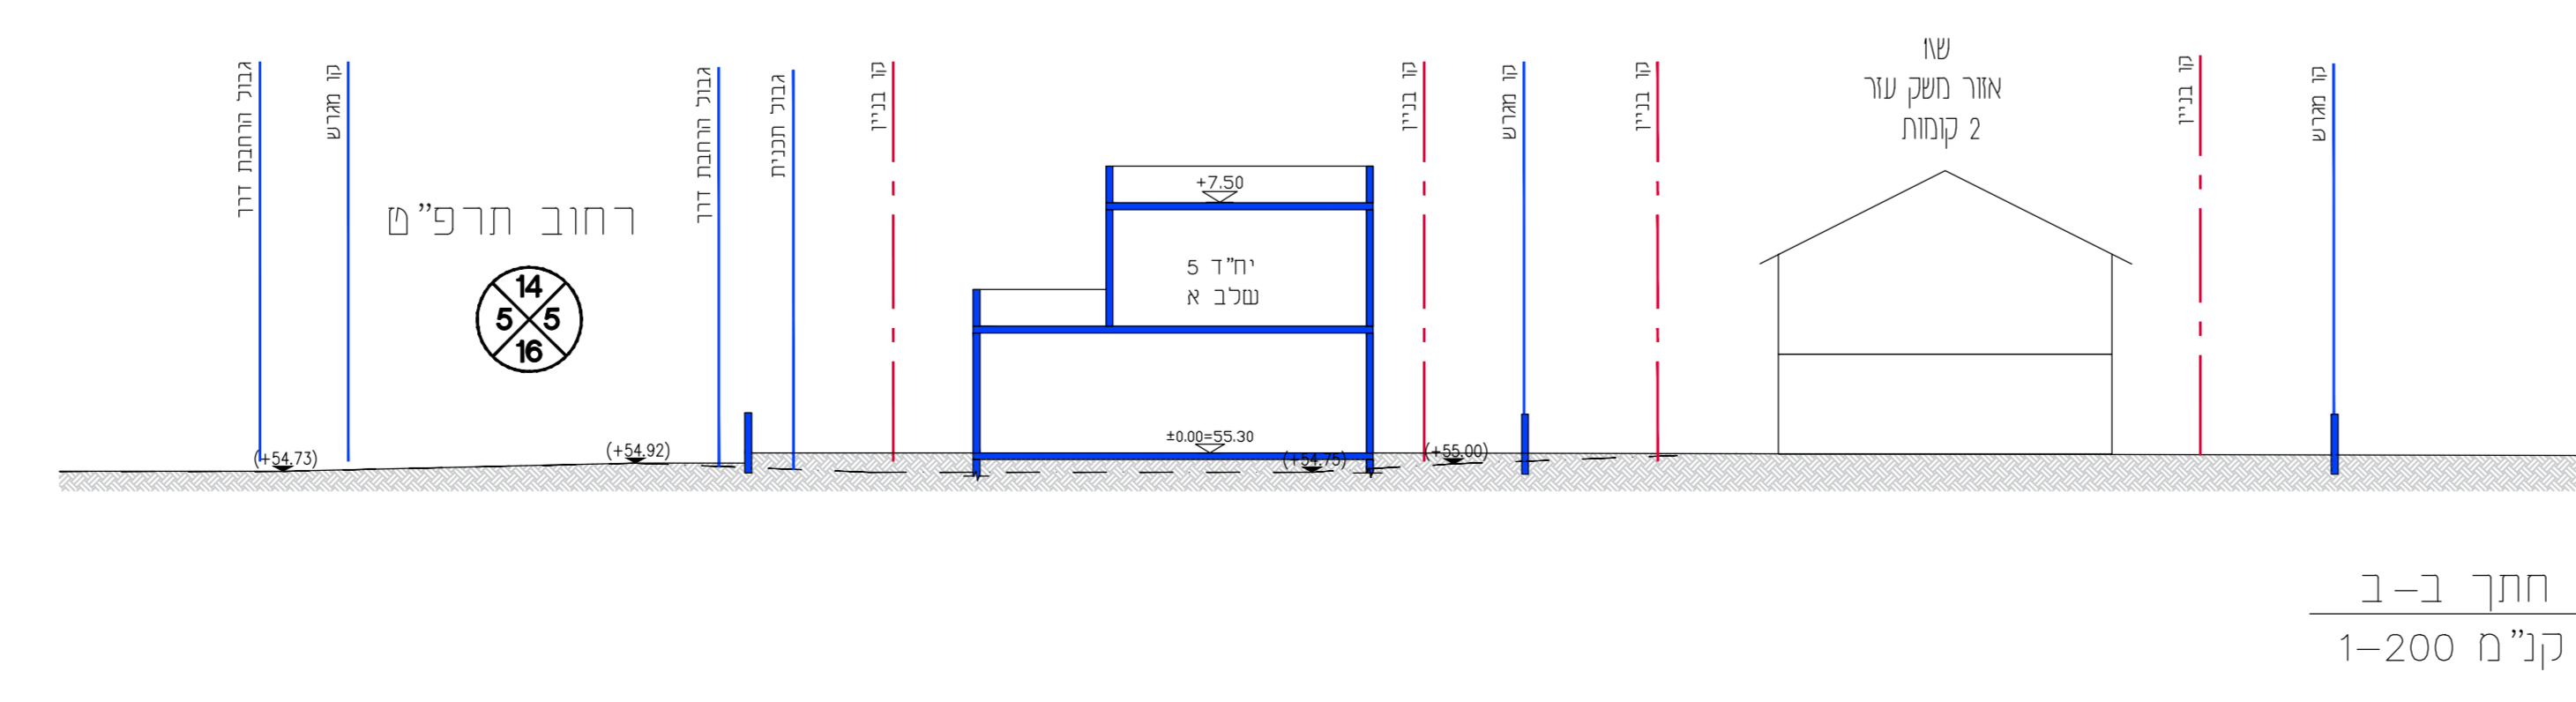 גבול הרחבת דרך
קו מגרש
רחוב תרפ"ט
14
5 5
16
גבול הרחבת דרך
גבול תכנית
קו בניין
+7.50
יח"ד 5
שלב א
±0.00=55.30
קו בניין
קו מגרש
קו בניין
ש\1
אזור משק עזר
2 קומות
קו בניין
קו מגרש
(+54.73)
(+54.92)
(+54.75)
(+55.00)
חתך ב-ב
קנ"מ 1-200